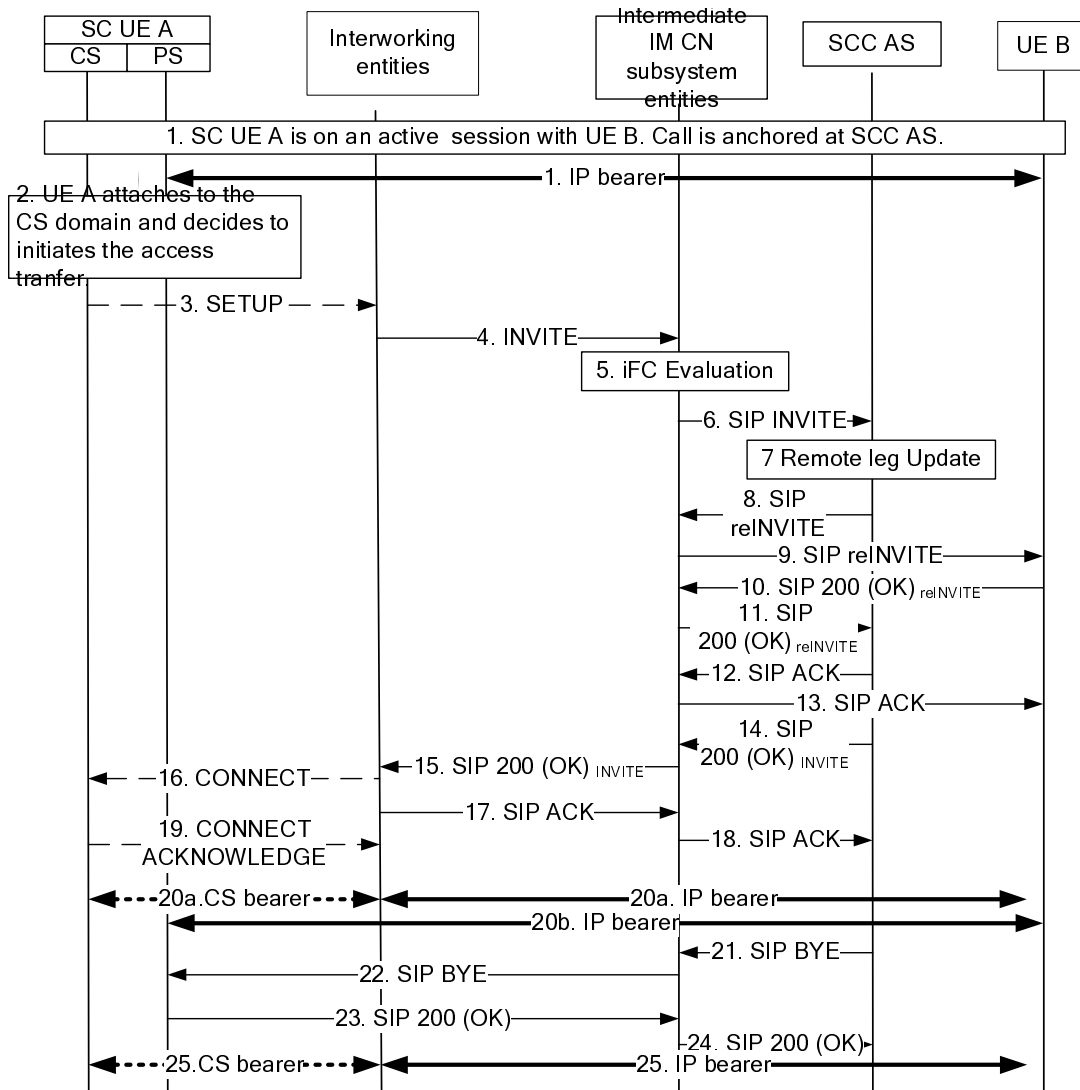 SC UE A
CS
PS
Interworking
entities
Intermediate
IM CN
subsystem
entities
SCC AS
UE B
1. SC UE A is on an active session with UE B. Call is anchored at SCC AS.
1. IP bearer
2. UE A attaches to the
CS domain and decides to
initiates the access
tranfer.
3. SETUP
4. INVITE
5. iFC Evaluation
6. SIP INVITE
7 Remote leg Update
8. SIP
reINVITE
9. SIP reINVITE
10. SIP 200 (OK) reINVITE
11. SIP
200 (OK) reINVITE
12. SIP ACK
13. SIP ACK
14. SIP
200 (OK) INVITE
15. SIP 200 (OK) INVITE
16. CONNECT
17. SIP ACK
18. SIP ACK
19. CONNECT
ACKNOWLEDGE
20a.CS bearer
20a. IP bearer
20b. IP bearer
21. SIP BYE
22. SIP BYE
23. SIP 200 (OK)
24. SIP 200 (OK)
25.CS bearer
25. IP bearer